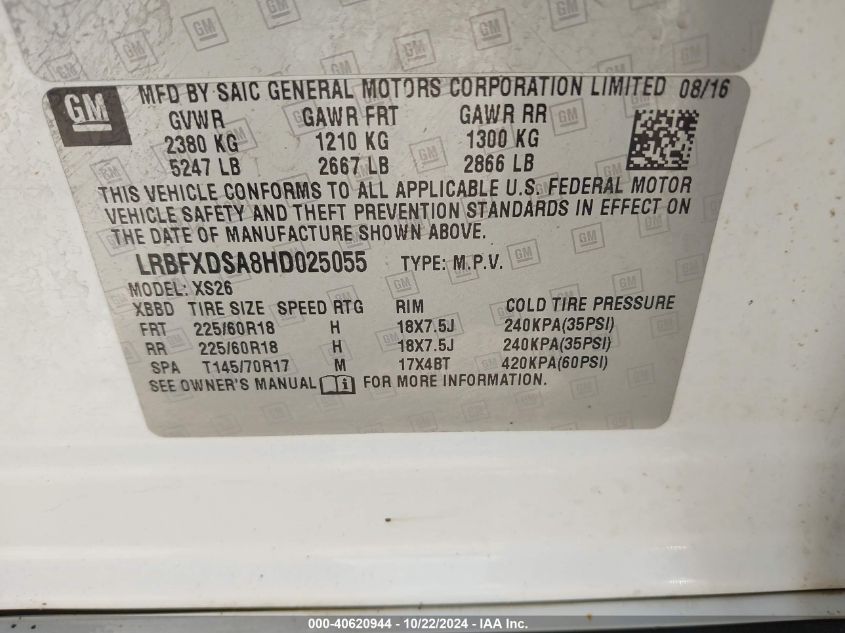 GM
MFD BY SAIC GENERAL MOTORS CORPORATION LIMITED 08/16
GVWR GAWR FRT GAWR RR
2380 KG 1210 KG 1300 KG
5247 LB 2667 LB 2866 LB
THIS VEHICLE CONFORMS TO ALL APPLICABLE U.S. FEDERAL MOTOR
VEHICLE SAFETY AND THEFT PREVENTION STANDARDS IN EFFECT ON
THE DATE OF MANUFACTURE SHOWN ABOVE.
LRBFXDSA8HD025055 TYPE: M.P.V.
MODEL: XS26
XBBD TIRE SIZE SPEED RTG RIM COLD TIRE PRESSURE
FRT 225/60R18 H 18X7.5J 240KPA(35PSI)
RR 225/60R18 H 18X7.5J 240KPA(35PSI)
SPA T145/70R17 M 17X4BT 420KPA(60PSI)
SEE OWNER'S MANUAL i FOR MORE INFORMATION.
000-40620944 - 10/22/2024 - IAA Inc.